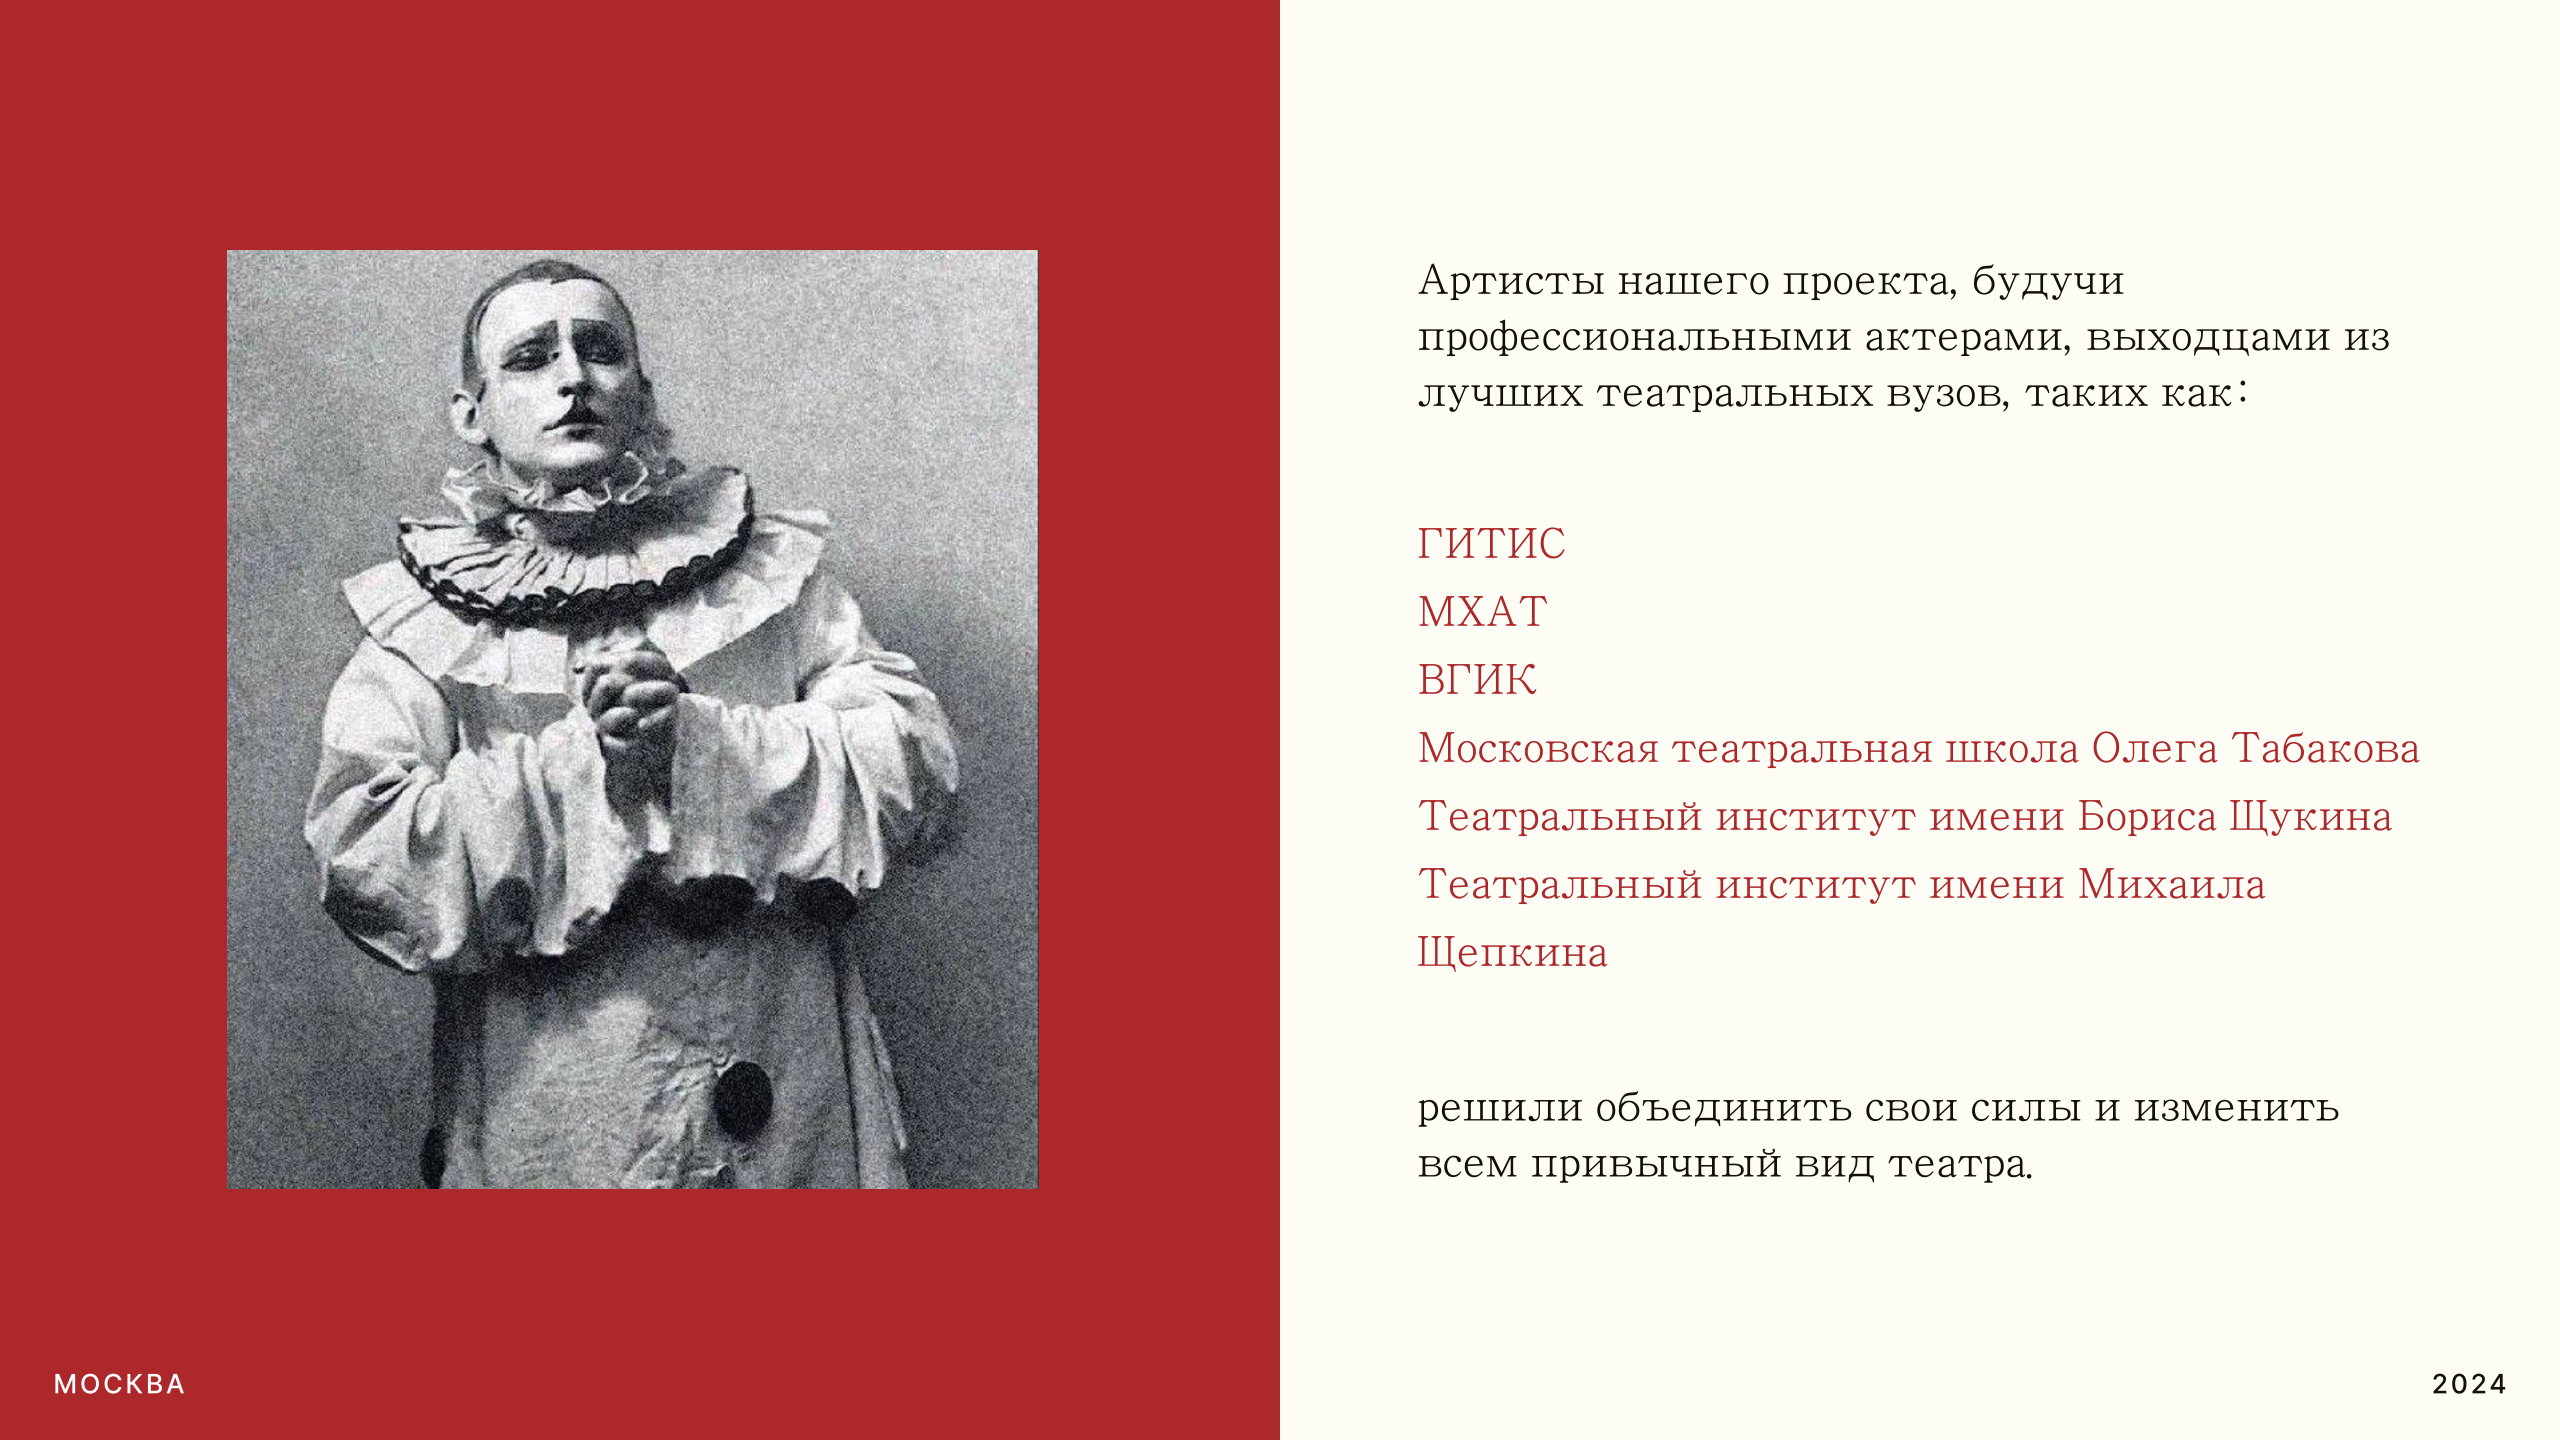 Артисты нашего проекта, будучи
профессиональными актерами, выходцами из
лучших театральных вузов, таких как:
ГИТИС
МХАТ
ВГИК
Московская театральная школа Олега Табакова
Театральный институт имени Бориса Щукина
Театральный институт имени Михаила
Щепкина
решили объединить свои силы и изменить
всем привычный вид театра.
МОСКВА
2024